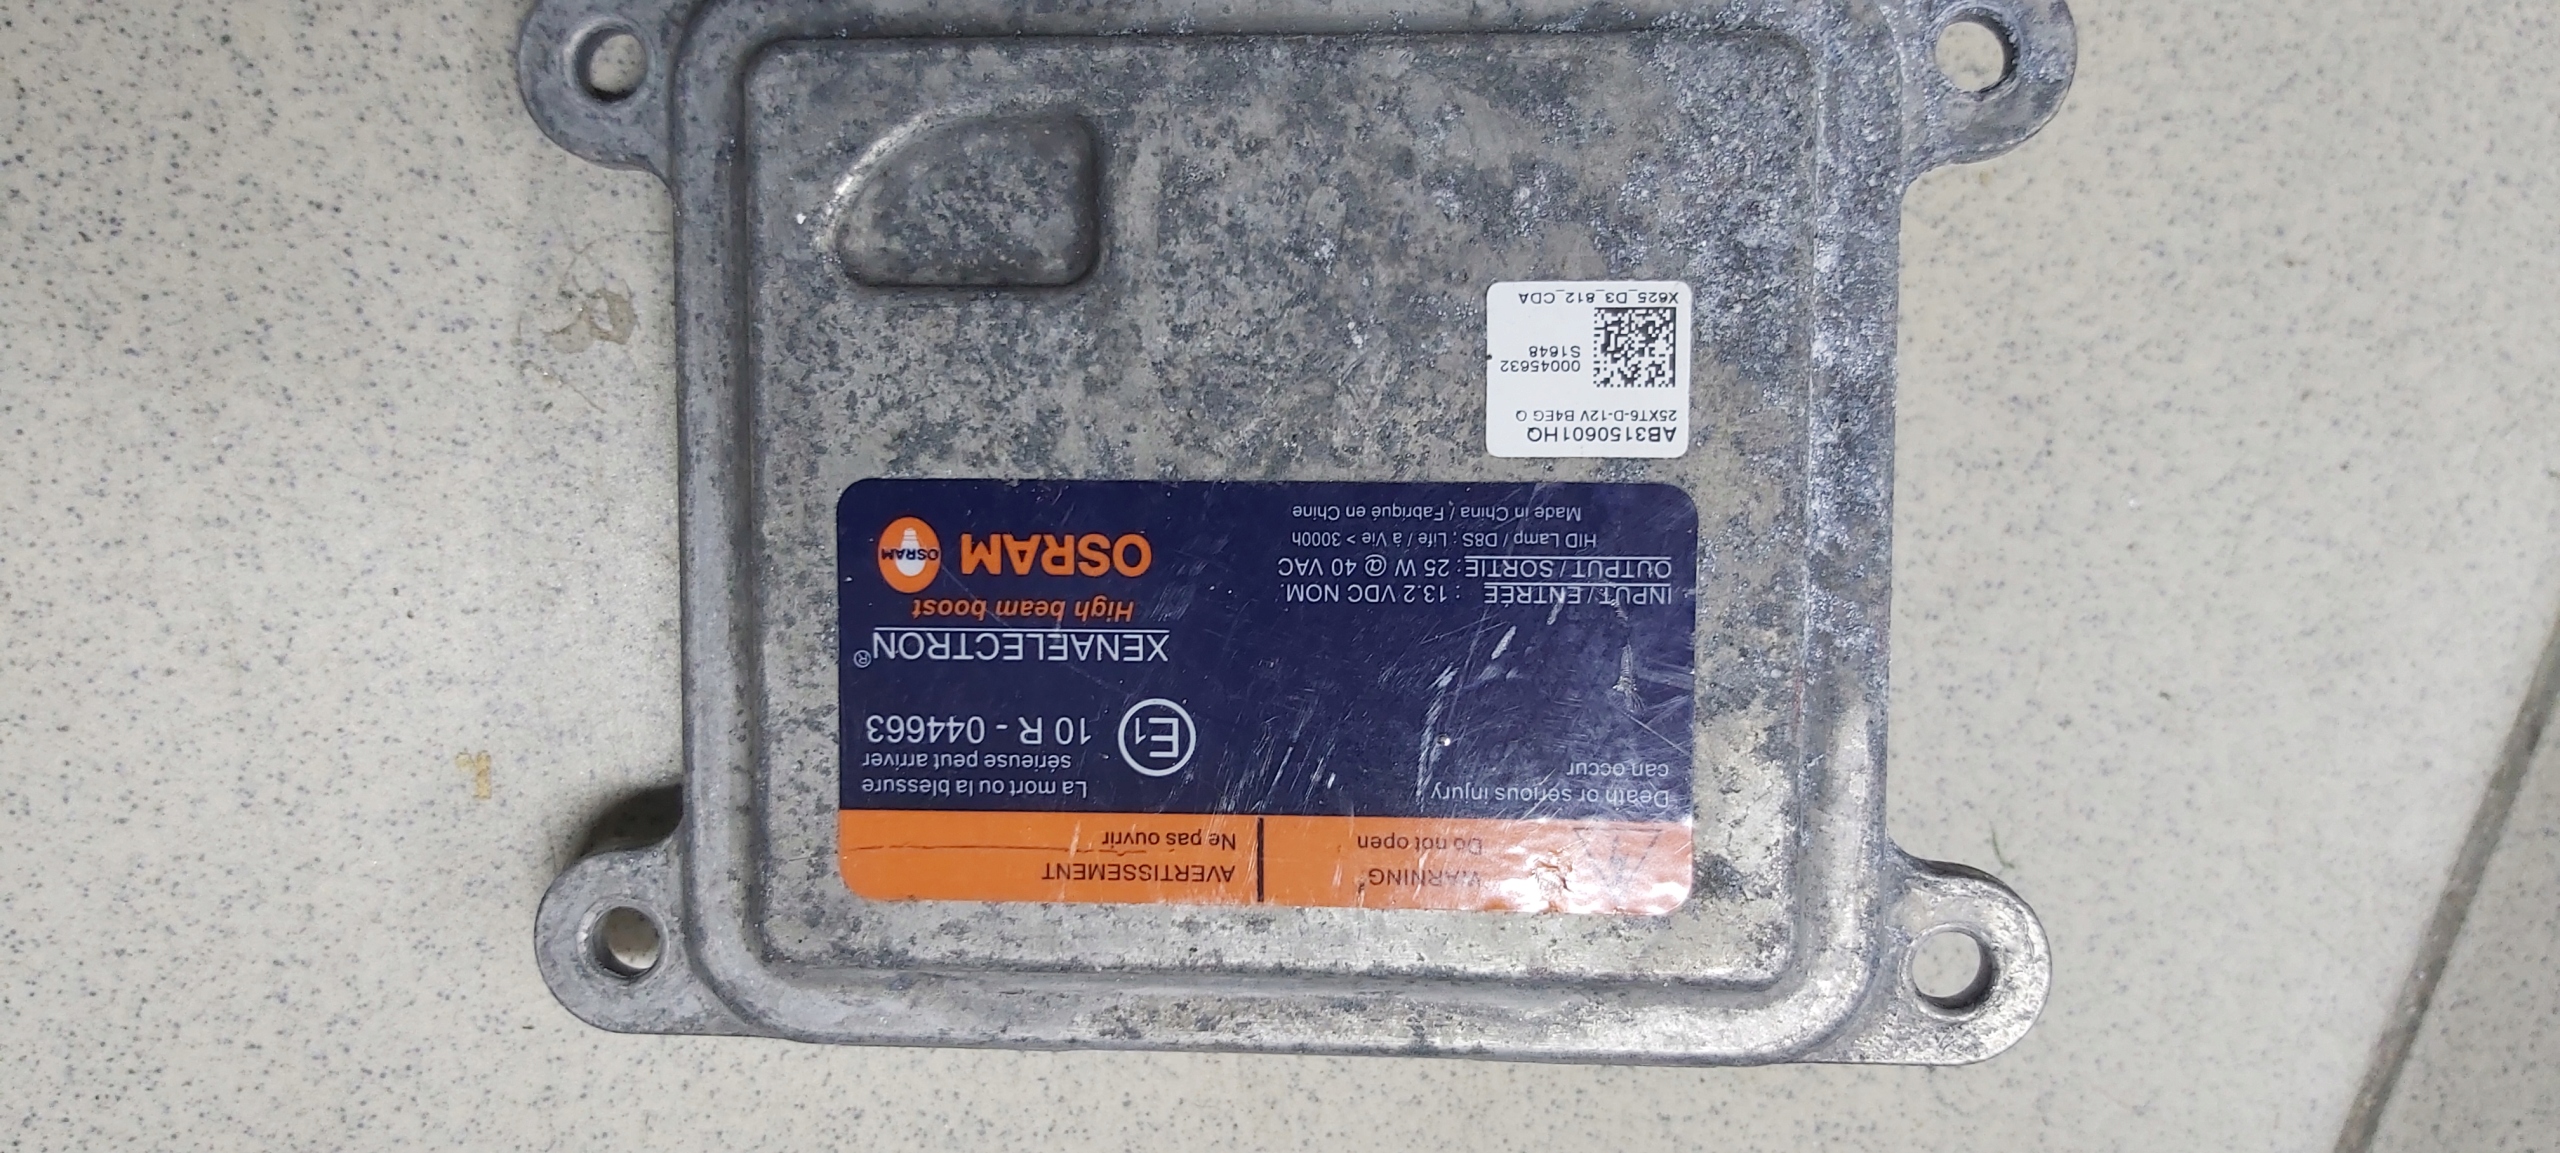 WARNING
Do not open
AVERTISSEMENT
Ne pas ouvrir
Death or serious injury
can occur
La mort ou la blessure
sérieuse peut arriver
E1
10 R - 044663
XENAELECTRON®
High beam boost
INPUT / ENTRÉE : 13.2 VDC NOM.
OUTPUT / SORTIE : 25 W @ 40 VAC
HID Lamp / D8S ; Life / à Vie > 3000h
Made in China / Fabriqué en Chine
OSRAM
OSRAM
AB3150601HQ
25XT6-D-12V B4EG Q
00045632
S1648
X625_D3_812_CDA